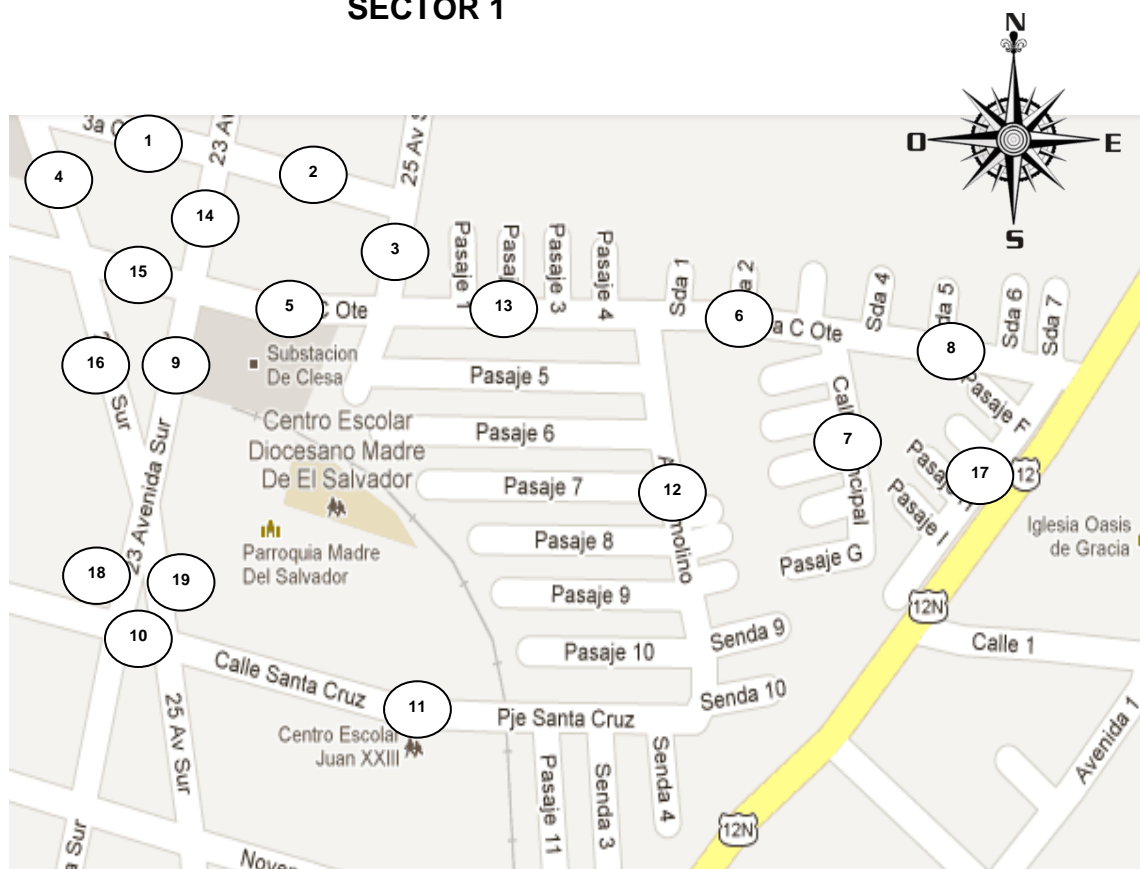 SECTOR 1
N
O
E
S
3a
1
23 Av
25 Av S
2
4
14
3
15
5
C Ote
Pasaje 1
13
Pasaje 3
Pasaje 4
Sda 1
6
a C Ote
Sda 4
8
Sda 6
Sda 7
16
Sur
9
Substacion
De Clesa
Pasaje 5
Pasaje F
Centro Escolar
Diocesano Madre
De El Salvador
Pasaje 6
7
Pasaje 7
12
17
12
Pasaje I
23 Avenida Sur
Parroquia Madre
Del Salvador
Pasaje 8
Pasaje G
Iglesia Oasis
de Gracia
18
19
Pasaje 9
12N
10
Pasaje 10
Senda 9
Calle 1
Calle Santa Cruz
11
Pje Santa Cruz
Senda 10
25 Av Sur
Centro Escolar
Juan XXIII
Pasaje 11
Senda 3
Senda 4
Avenida 1
12N
a Sur